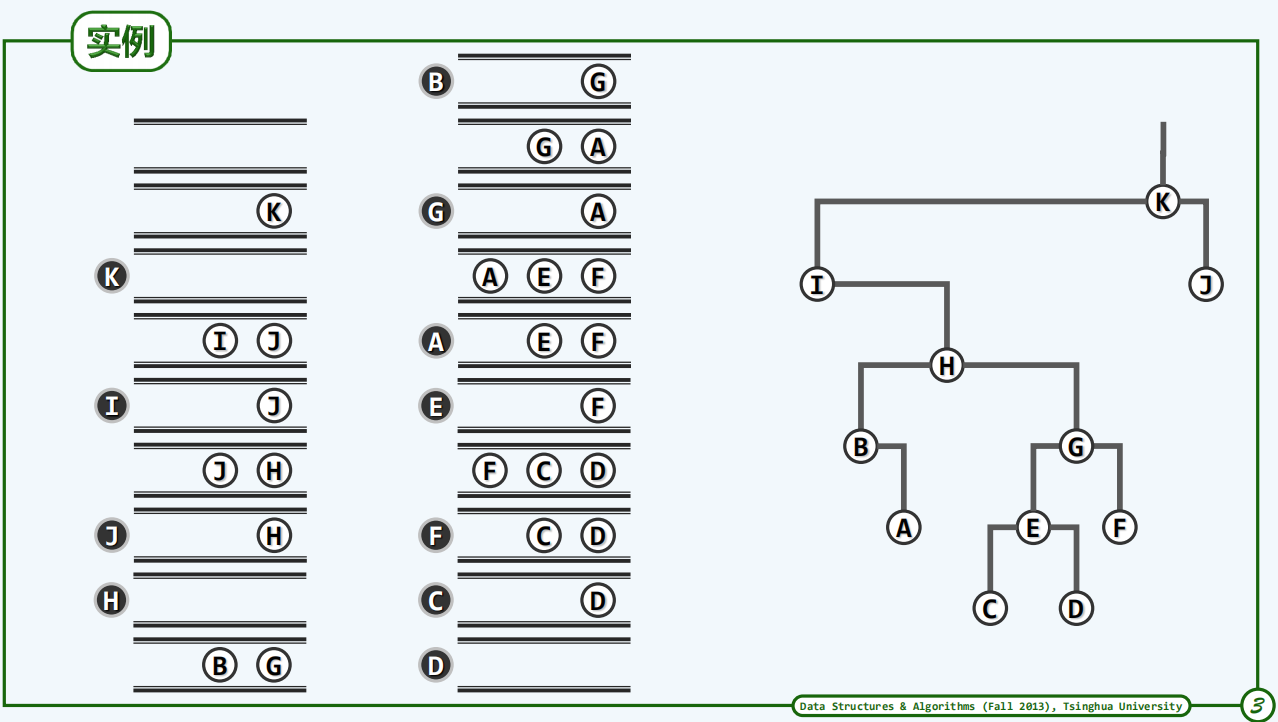 实例
K
K
I J
I J
J H
J H
H
B G
B G
G A
G A
A E F
A E F
E F
F C D
F C D
C D
D
K
I J
H
B G
A E F
C D
Data Structures & Algorithms (Fall 2013), Tsinghua University
3